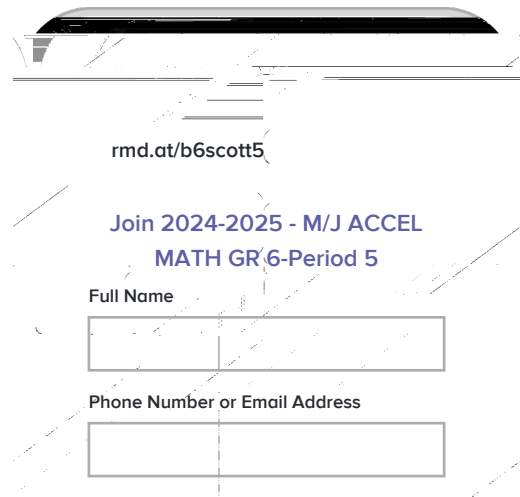 rmd.at/b6scott5
Join 2024-2025 - M/J ACCEL
MATH GR 6-Period 5
Full Name
Phone Number or Email Address